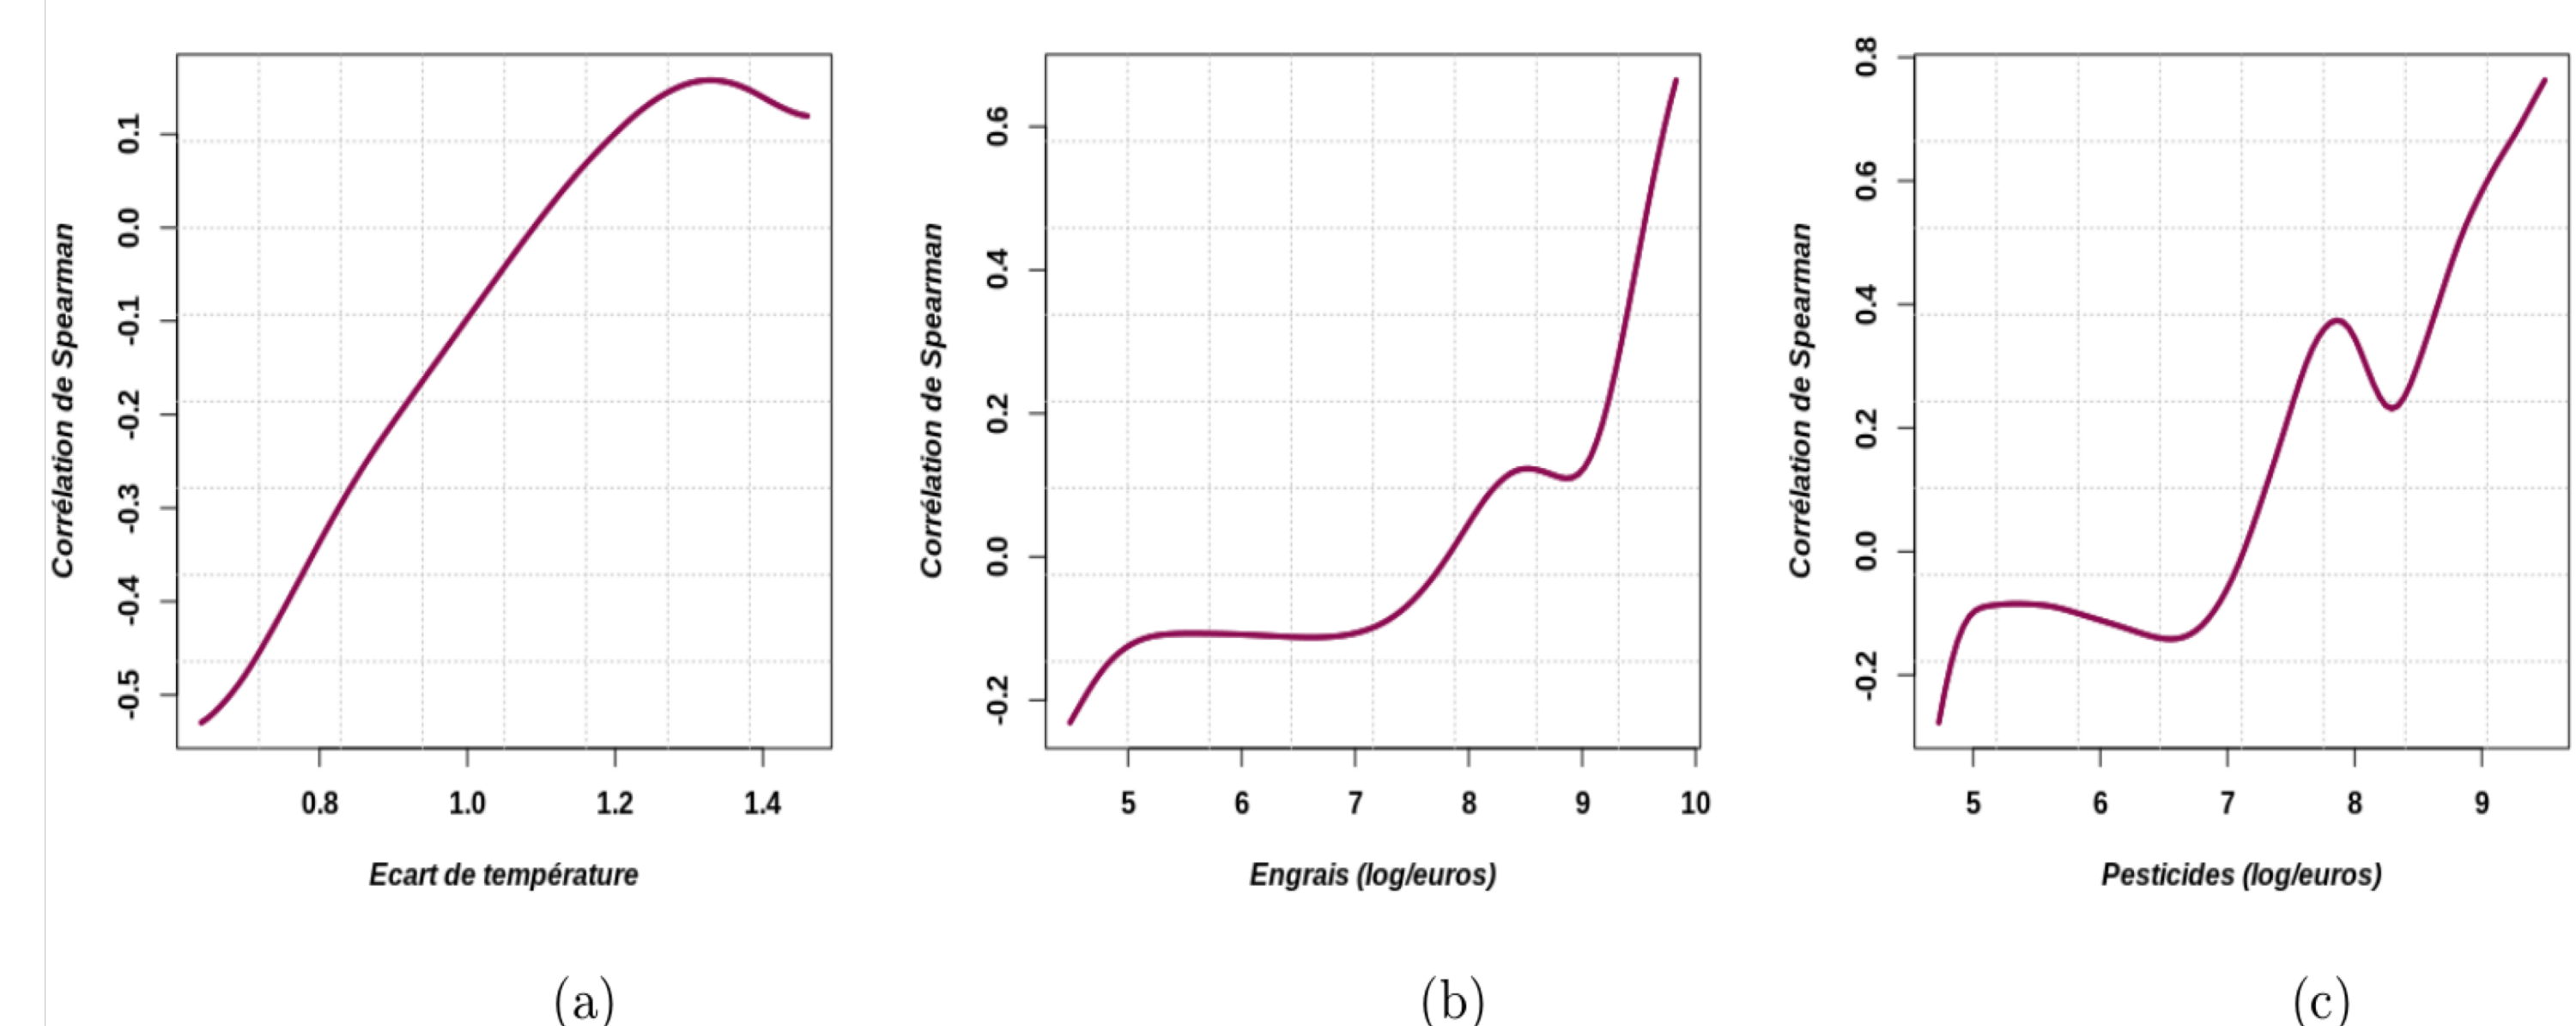 Corrélation de Spearman
0.1
0.0
-0.1
-0.2
-0.3
-0.4
-0.5
0.8 1.0 1.2 1.4
Ecart de température
(a)
Corrélation de Spearman
0.6
0.4
0.2
0.0
-0.2
5 6 7 8 9 10
Engrais (log/euros)
(b)
Corrélation de Spearman
0.8
0.6
0.4
0.2
0.0
-0.2
5 6 7 8 9
Pesticides (log/euros)
(c)